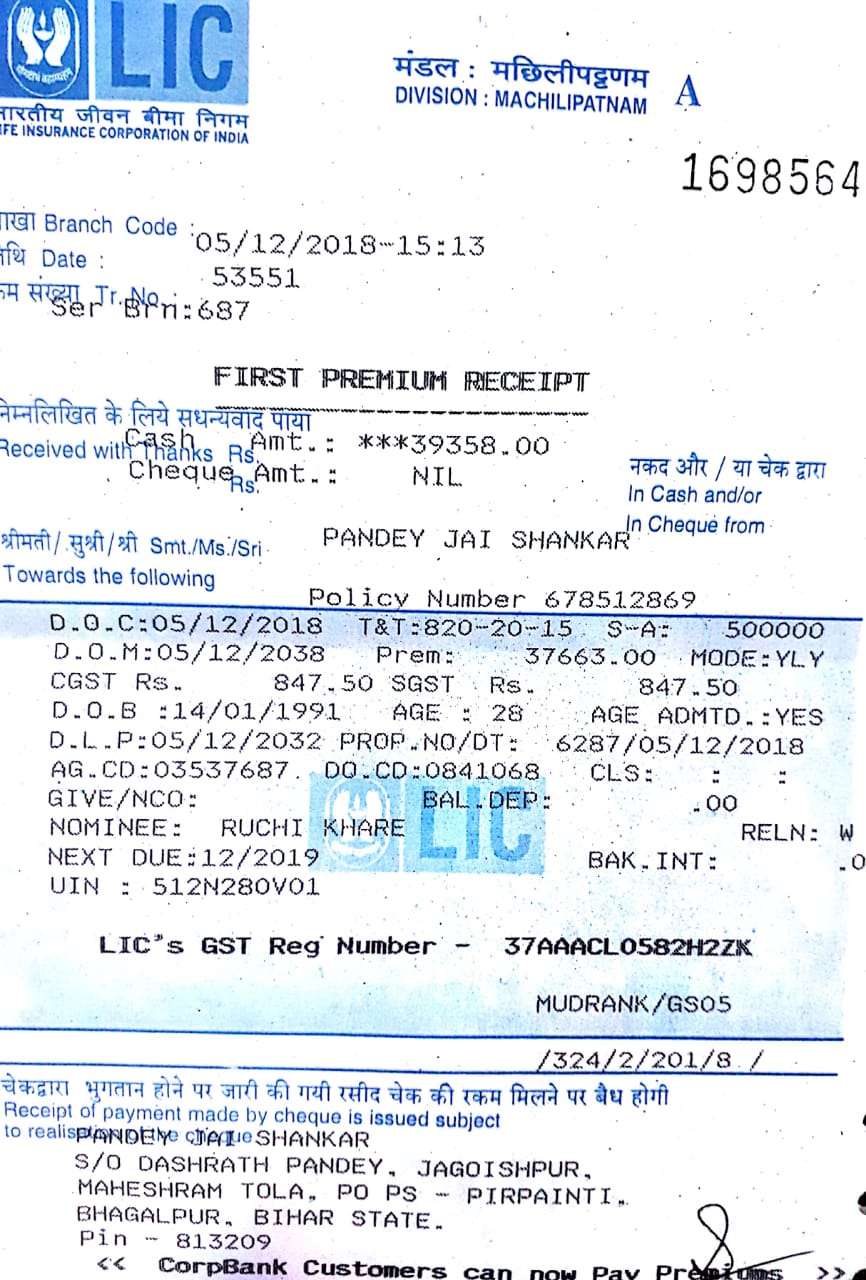 LIC
भारतीय जीवन बीमा निगम
LIFE INSURANCE CORPORATION OF INDIA
मंडल : मछिलीपट्टणम
DIVISION : MACHILIPATNAM A
1698564
शाखा Branch Code :
05/12/2018-15:13
तिथि Date :
53551
क्रम संख्या Tr. No. :
Ser Brn:687
FIRST PREMIUM RECEIPT
निम्नलिखित के लिये सधन्यवाद पाया
Cash Amt.: ***39358.00
Received with Thanks Rs.
Cheque Amt.: NIL
Rs.
नकद और / या चेक द्वारा
In Cash and/or
In Cheque from
श्रीमती/ सुश्री/श्री Smt./Ms./Sri
PANDEY JAI SHANKAR
Towards the following
Policy Number 678512869
D.O.C:05/12/2018 T&T:820-20-15 S-A: 500000
D.O.M:05/12/2038 Prem: 37663.00 MODE:YLY
CGST Rs. 847.50 SGST Rs. 847.50
D.O.B :14/01/1991 AGE : 28 AGE ADMTD.:YES
D.L.P:05/12/2032 PROP.NO/DT: 6287/05/12/2018
AG.CD:03537687. DO.CD:0841068 CLS: : :
GIVE/NCO: BAL.DEP: .00
NOMINEE: RUCHI KHARE RELN: W
NEXT DUE:12/2019 BAK.INT: .0
UIN : 512N280V01
LIC
LIC's GST Reg Number - 37AAACL0582H2ZK
MUDRANK/GS05
/324/2/201/8 /
चेकद्वारा भुगतान होने पर जारी की गयी रसीद चेक की रकम मिलने पर बैध होगी
Receipt of payment made by cheque is issued subject
to realisation of the cheque
PANDEY JAI SHANKAR
S/O DASHRATH PANDEY, JAGOISHPUR,
MAHESHRAM TOLA, PO PS - PIRPAINTI,
BHAGALPUR, BIHAR STATE.
Pin - 813209
<< CorpBank Customers can now Pay Premiums >>